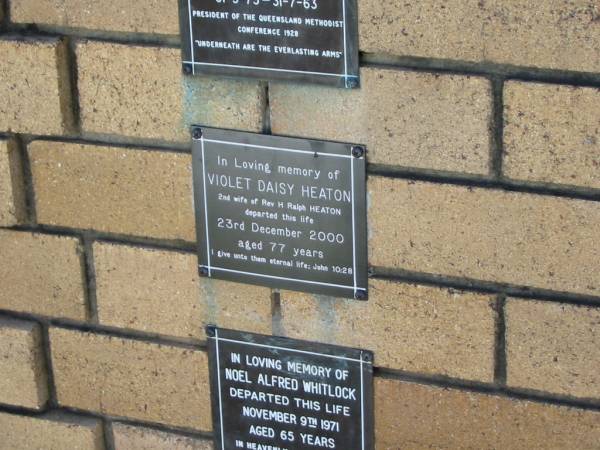 31-7-63
PRESIDENT OF THE QUEENSLAND METHODIST
CONFERENCE 1928
"UNDERNEATH ARE THE EVERLASTING ARMS"
In Loving memory of
VIOLET DAISY HEATON
2nd wife of Rev H Ralph HEATON
departed this life
23rd December 2000
aged 77 years
I give unto them eternal life: John 10:28
IN LOVING MEMORY OF
NOEL ALFRED WHITLOCK
DEPARTED THIS LIFE
NOVEMBER 9TH 1971
AGED 65 YEARS